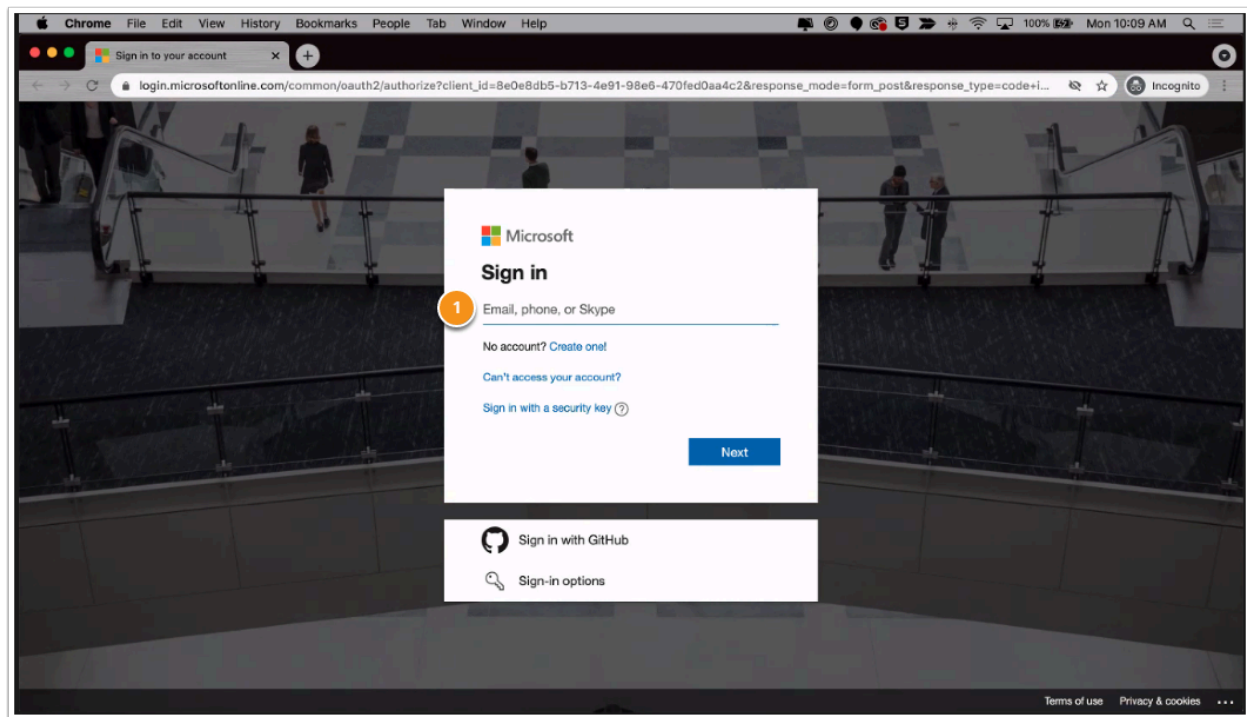 Chrome File Edit View History Bookmarks People Tab Window Help 100% Mon 10:09 AM
Sign in to your account
login.microsoftonline.com/common/oauth2/authorize?client_id=8e0e8db5-b713-4e91-98e6-470fed0aa4c2&response_mode=form_post&response_type=code+i... Incognito
Microsoft
Sign in
1 Email, phone, or Skype
No account? Create one!
Can't access your account?
Sign in with a security key
Next
Sign in with GitHub
Sign-in options
Terms of use Privacy & cookies ...